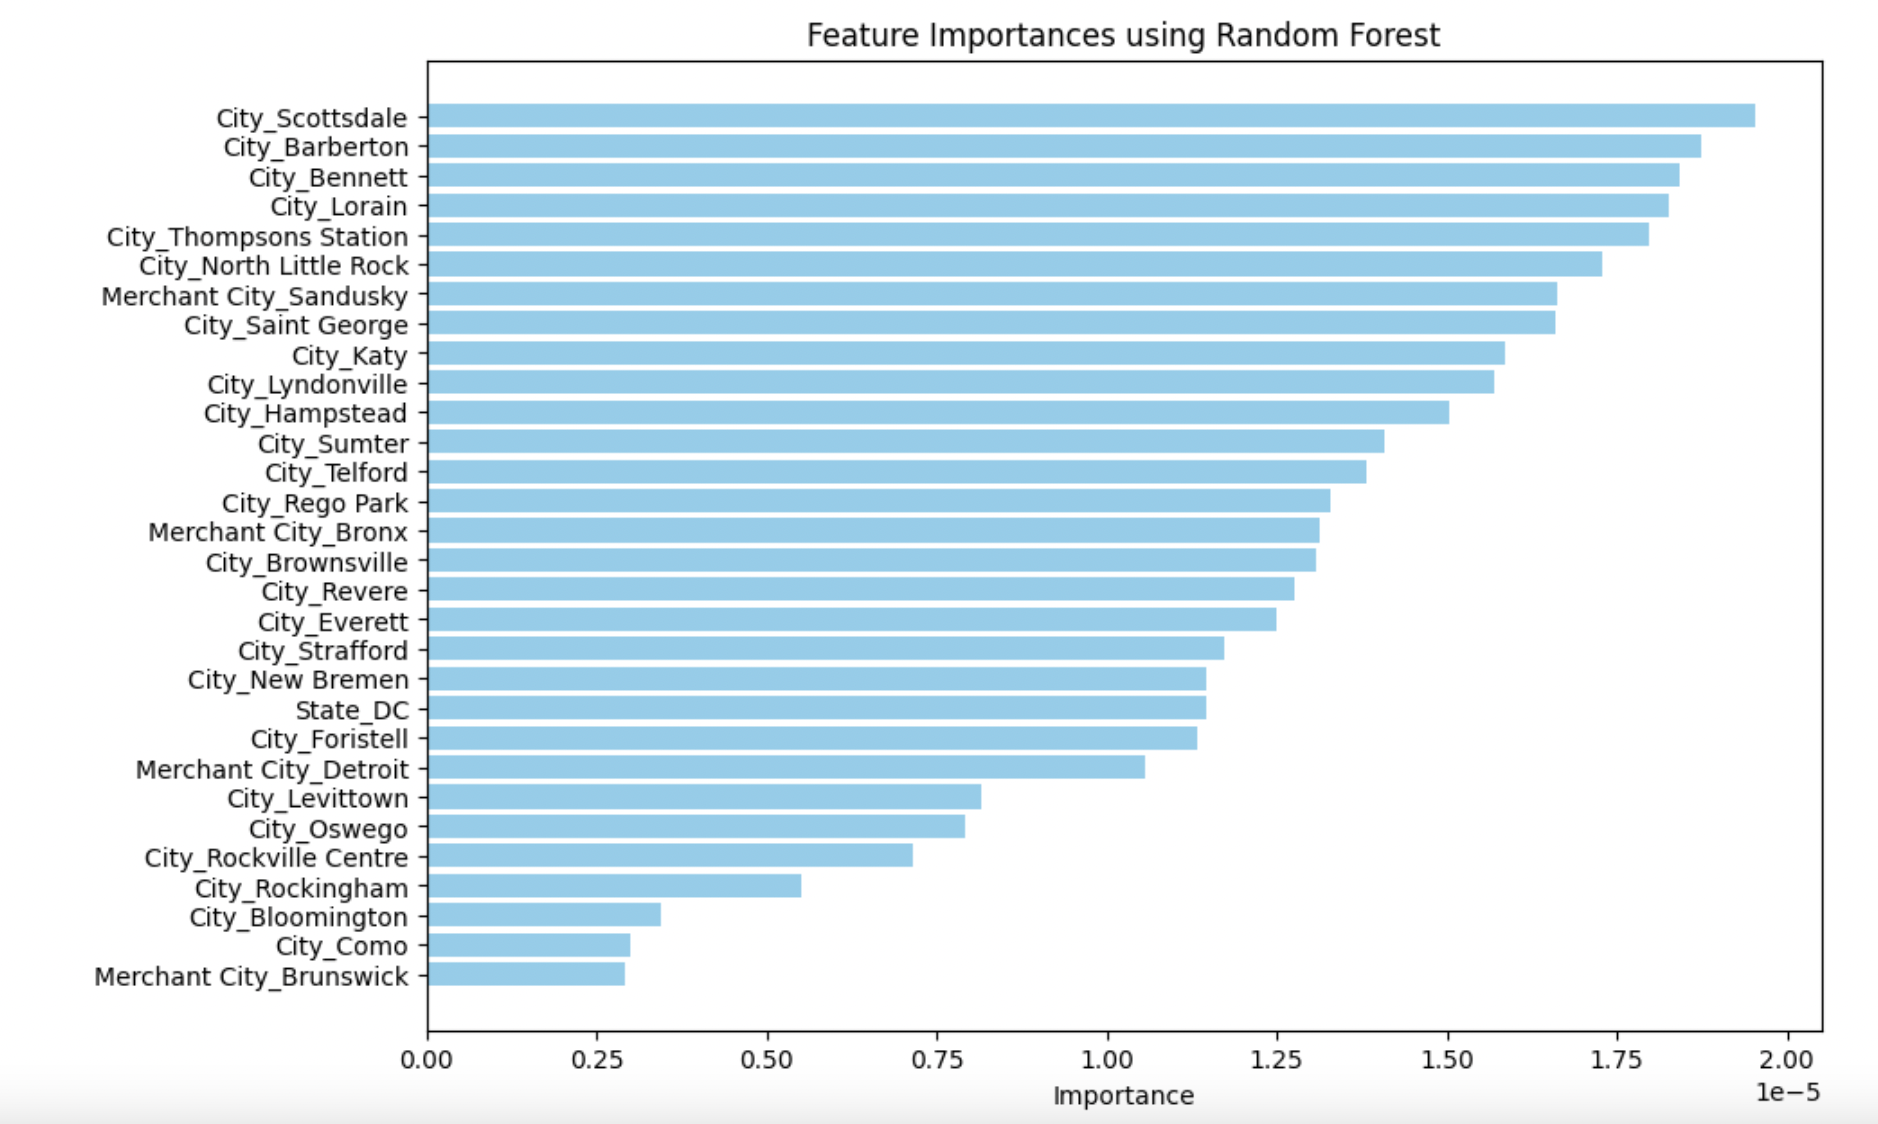 Feature Importances using Random Forest
City_Scottsdale
City_Barberton
City_Bennett
City_Lorain
City_Thompsons Station
City_North Little Rock
Merchant City_Sandusky
City_Saint George
City_Katy
City_Lyndonville
City_Hampstead
City_Sumter
City_Telford
City_Rego Park
Merchant City_Bronx
City_Brownsville
City_Revere
City_Everett
City_Strafford
City_New Bremen
State_DC
City_Foristell
Merchant City_Detroit
City_Levittown
City_Oswego
City_Rockville Centre
City_Rockingham
City_Bloomington
City_Como
Merchant City_Brunswick
0.00 0.25 0.50 0.75 1.00 1.25 1.50 1.75 2.00
1e−5
Importance